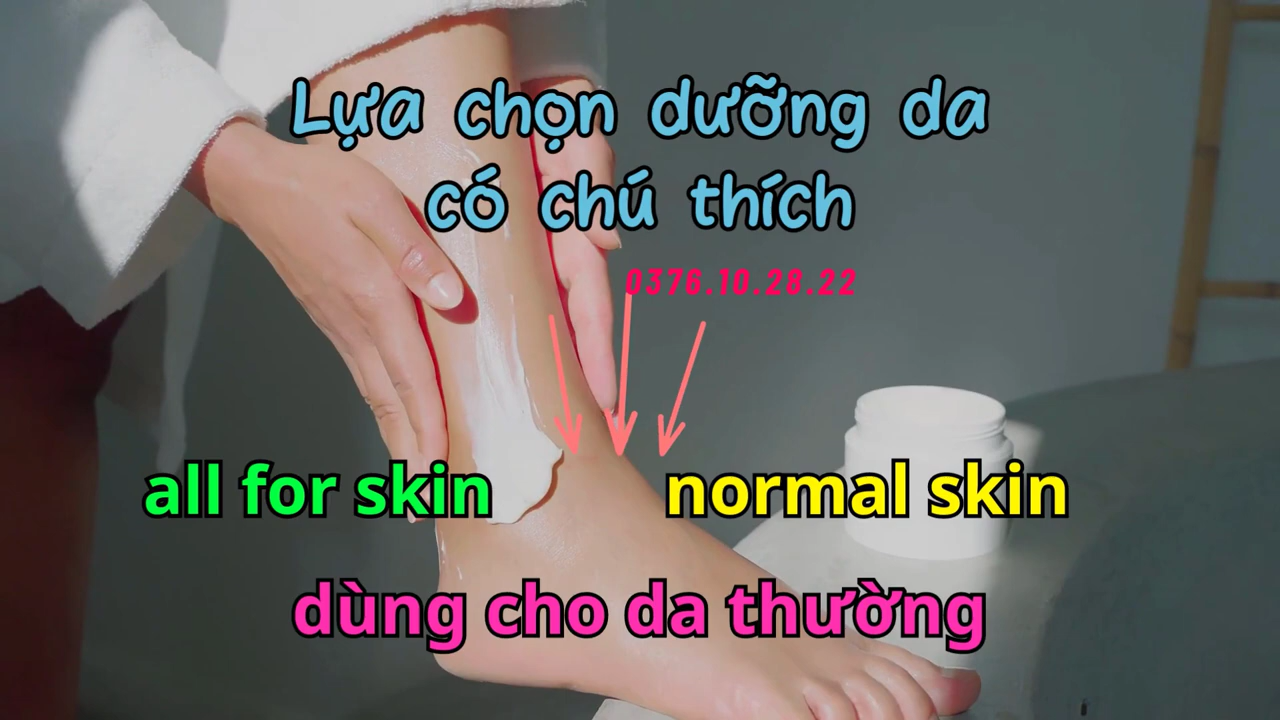 Lựa chọn dưỡng da
có chú thích
0376.10.28.22
all for skin normal skin
dùng cho da thường